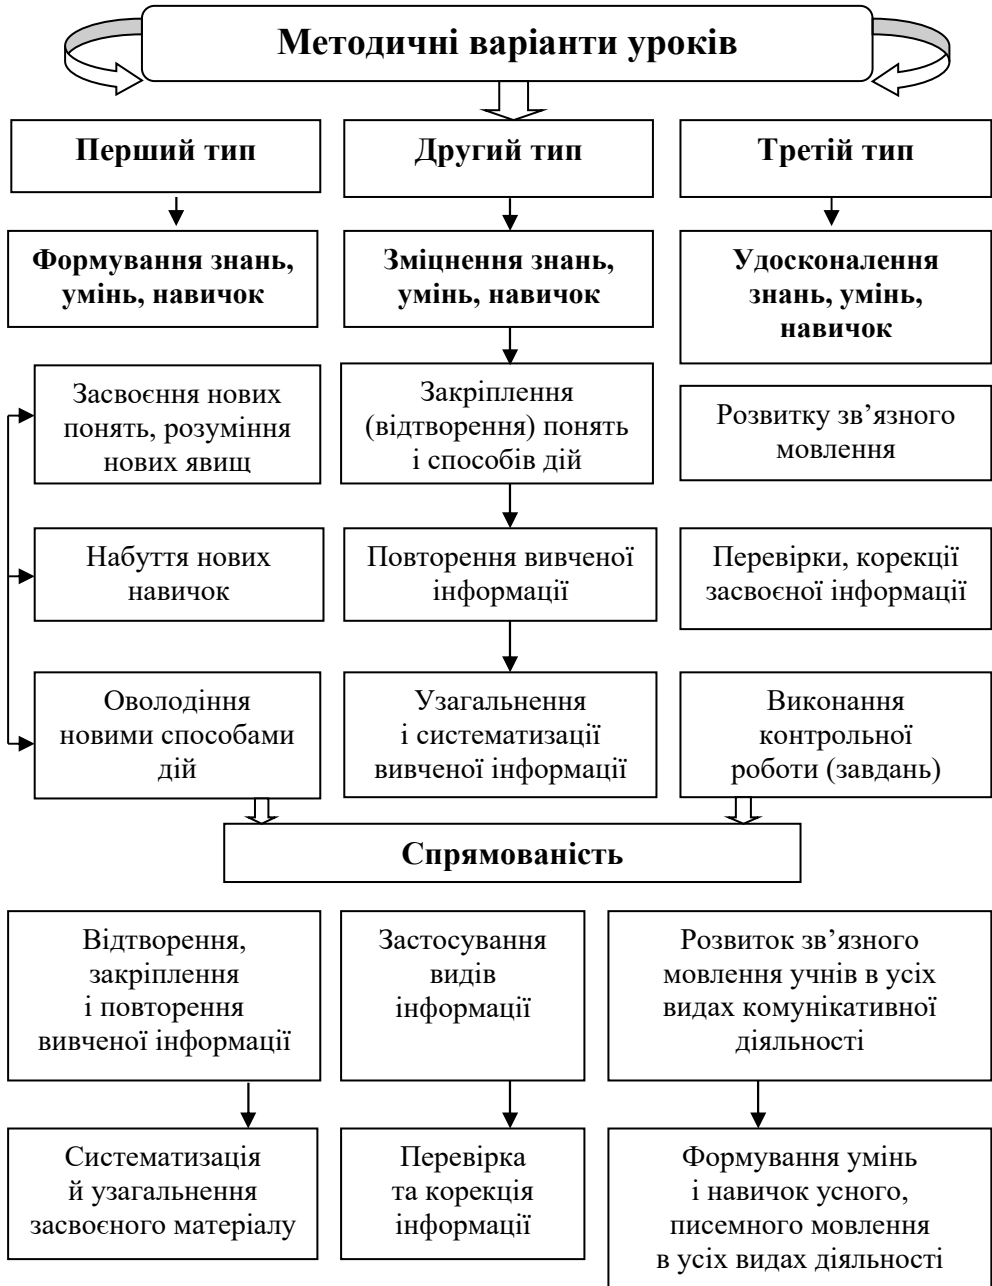 Методичні варіанти уроків
Перший тип
Другий тип
Третій тип
Формування знань,
умінь, навичок
Зміцнення знань,
умінь, навичок
Удосконалення
знань, умінь,
навичок
Засвоєння нових
понять, розуміння
нових явищ
Закріплення
(відтворення) понять
і способів дій
Розвитку зв’язного
мовлення
Набуття нових
навичок
Повторення вивченої
інформації
Перевірки, корекції
засвоєної інформації
Оволодіння
новими способами
дій
Узагальнення
і систематизації
вивченої інформації
Виконання
контрольної
роботи (завдань)
Спрямованість
Відтворення,
закріплення
і повторення
вивченої інформації
Застосування
видів
інформації
Розвиток зв’язного
мовлення учнів в усіх
видах комунікативної
діяльності
Систематизація
й узагальнення
засвоєного матеріалу
Перевірка
та корекція
інформації
Формування умінь
і навичок усного,
писемного мовлення
в усіх видах діяльності